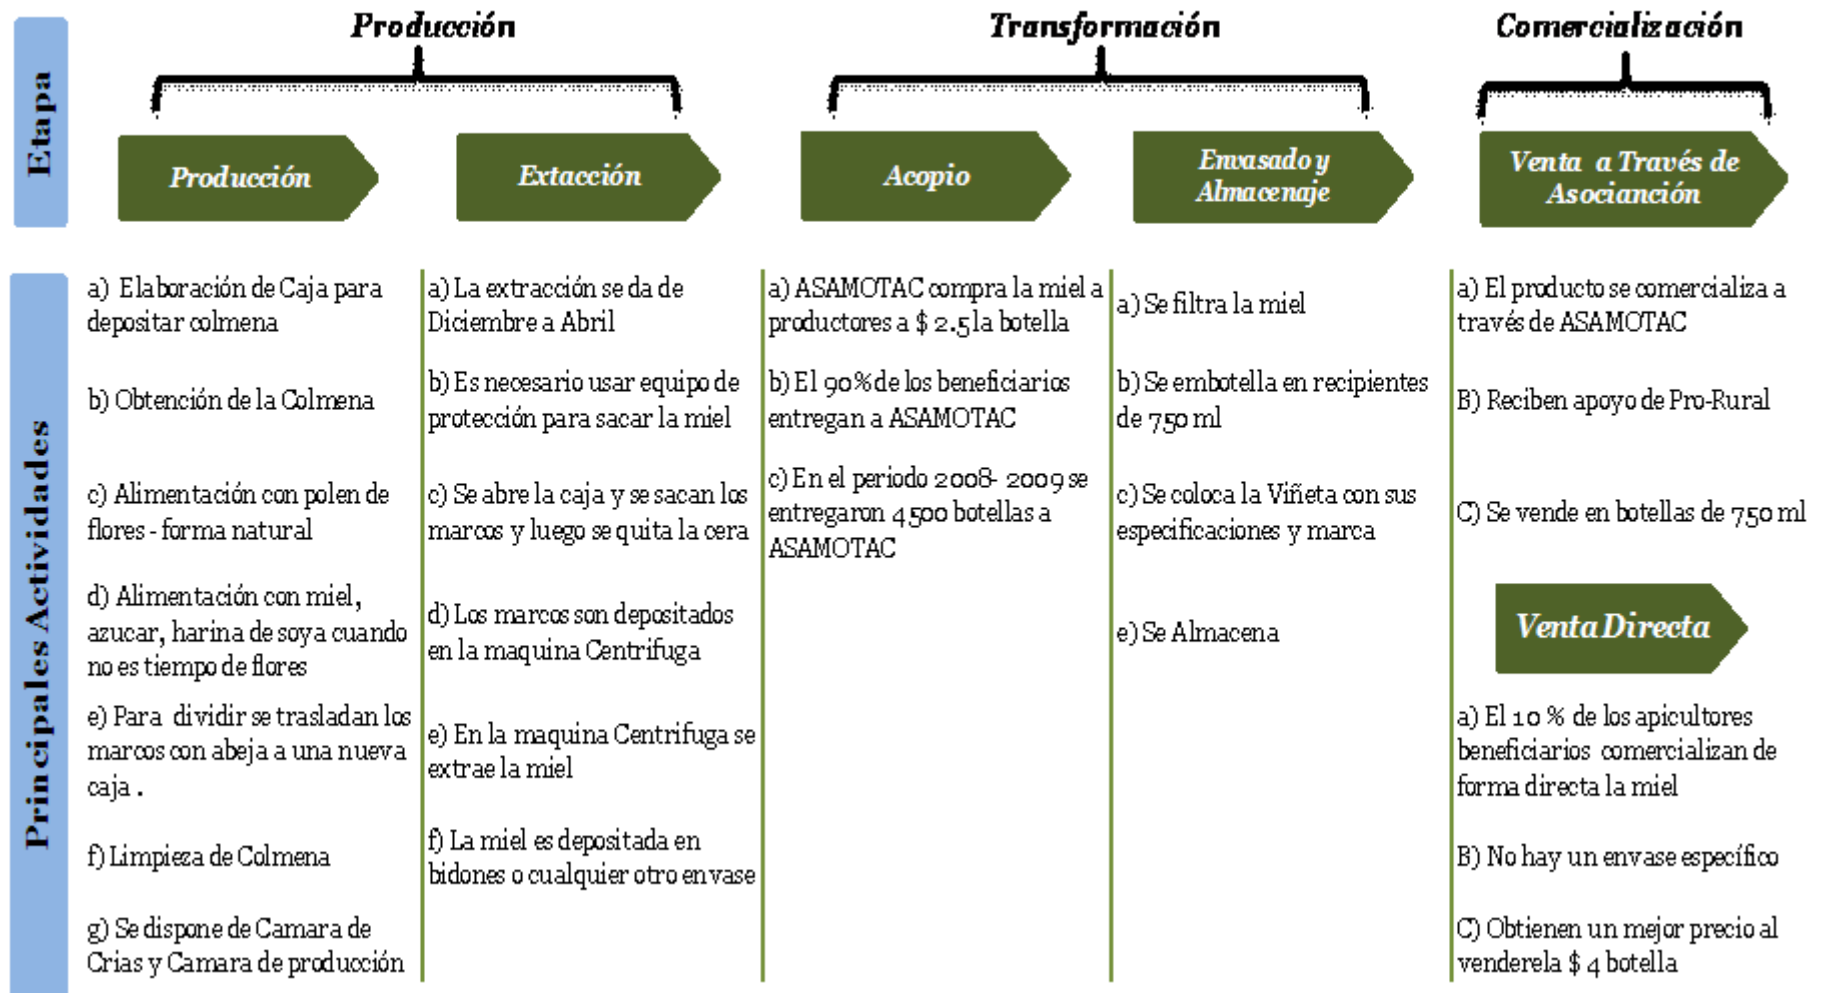 Producción
Transformación
Comercialización
Etapa
Producción
Extacción
Acopio
Envasado y
Almacenaje
Venta a Través de
Asociancíón
Principales Actividades
a) Elaboración de Caja para
depositar colmena
b) Obtención de la Colmena
c) Alimentación con polen de
flores - forma natural
d) Alimentación con miel,
azucar, harina de soya cuando
no es tiempo de flores
e) Para dividir se trasladan los
marcos con abeja a una nueva
caja .
f) Limpieza de Colmena
g) Se dispone de Camara de
Crias y Camara de producción
a) La extracción se da de
Diciembre a Abril
b) Es necesario usar equipo de
protección para sacar la miel
c) Se abre la caja y se sacan los
marcos y luego se quita la cera
d) Los marcos son depositados
en la maquina Centrifuga
e) En la maquina Centrifuga se
extrae la miel
f) La miel es depositada en
bidones o cualquier otro envase
a) ASAMOTAC compra la miel a
productores a $ 2.5 la botella
b) El 90% de los beneficiarios
entregan a ASAMOTAC
c) En el periodo 2008- 2009 se
entregaron 4500 botellas a
ASAMOTAC
a) Se filtra la miel
b) Se embotella en recipientes
de 750 ml
c) Se coloca la Viñeta con sus
especificaciones y marca
e) Se Almacena
a) El producto se comercializa a
través de ASAMOTAC
B) Reciben apoyo de Pro-Rural
C) Se vende en botellas de 750 ml
Venta Directa
a) El 10 % de los apicultores
beneficiarios comercializan de
forma directa la miel
B) No hay un envase específico
C) Obtienen un mejor precio al
venderela $ 4 botella